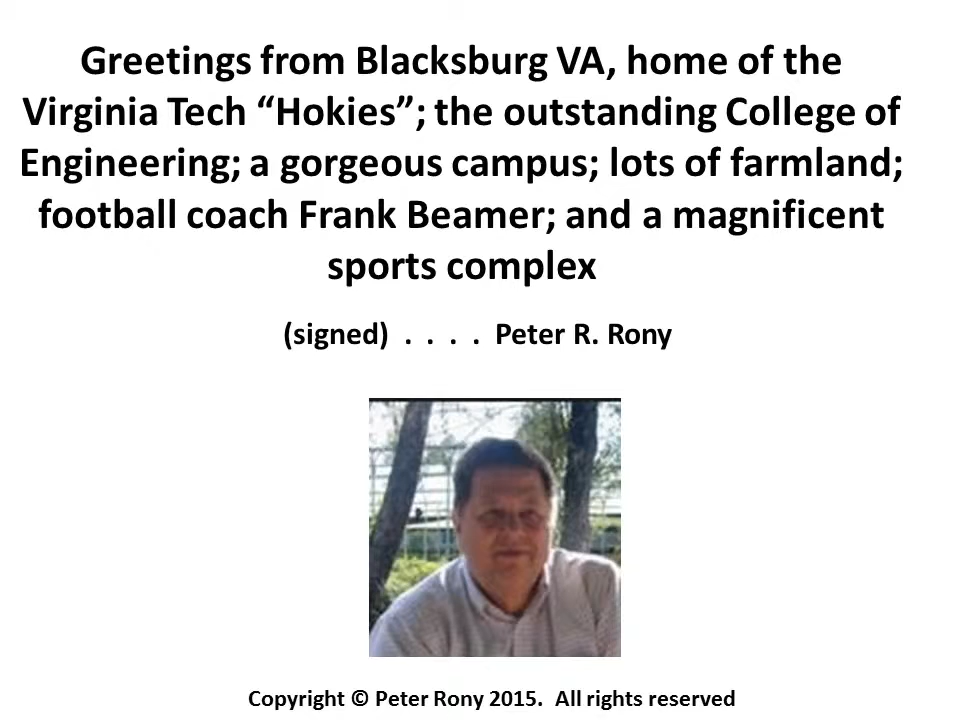 Greetings from Blacksburg VA, home of the
Virginia Tech “Hokies”; the outstanding College of
Engineering; a gorgeous campus; lots of farmland;
football coach Frank Beamer; and a magnificent
sports complex
(signed) . . . . Peter R. Rony
Copyright © Peter Rony 2015. All rights reserved